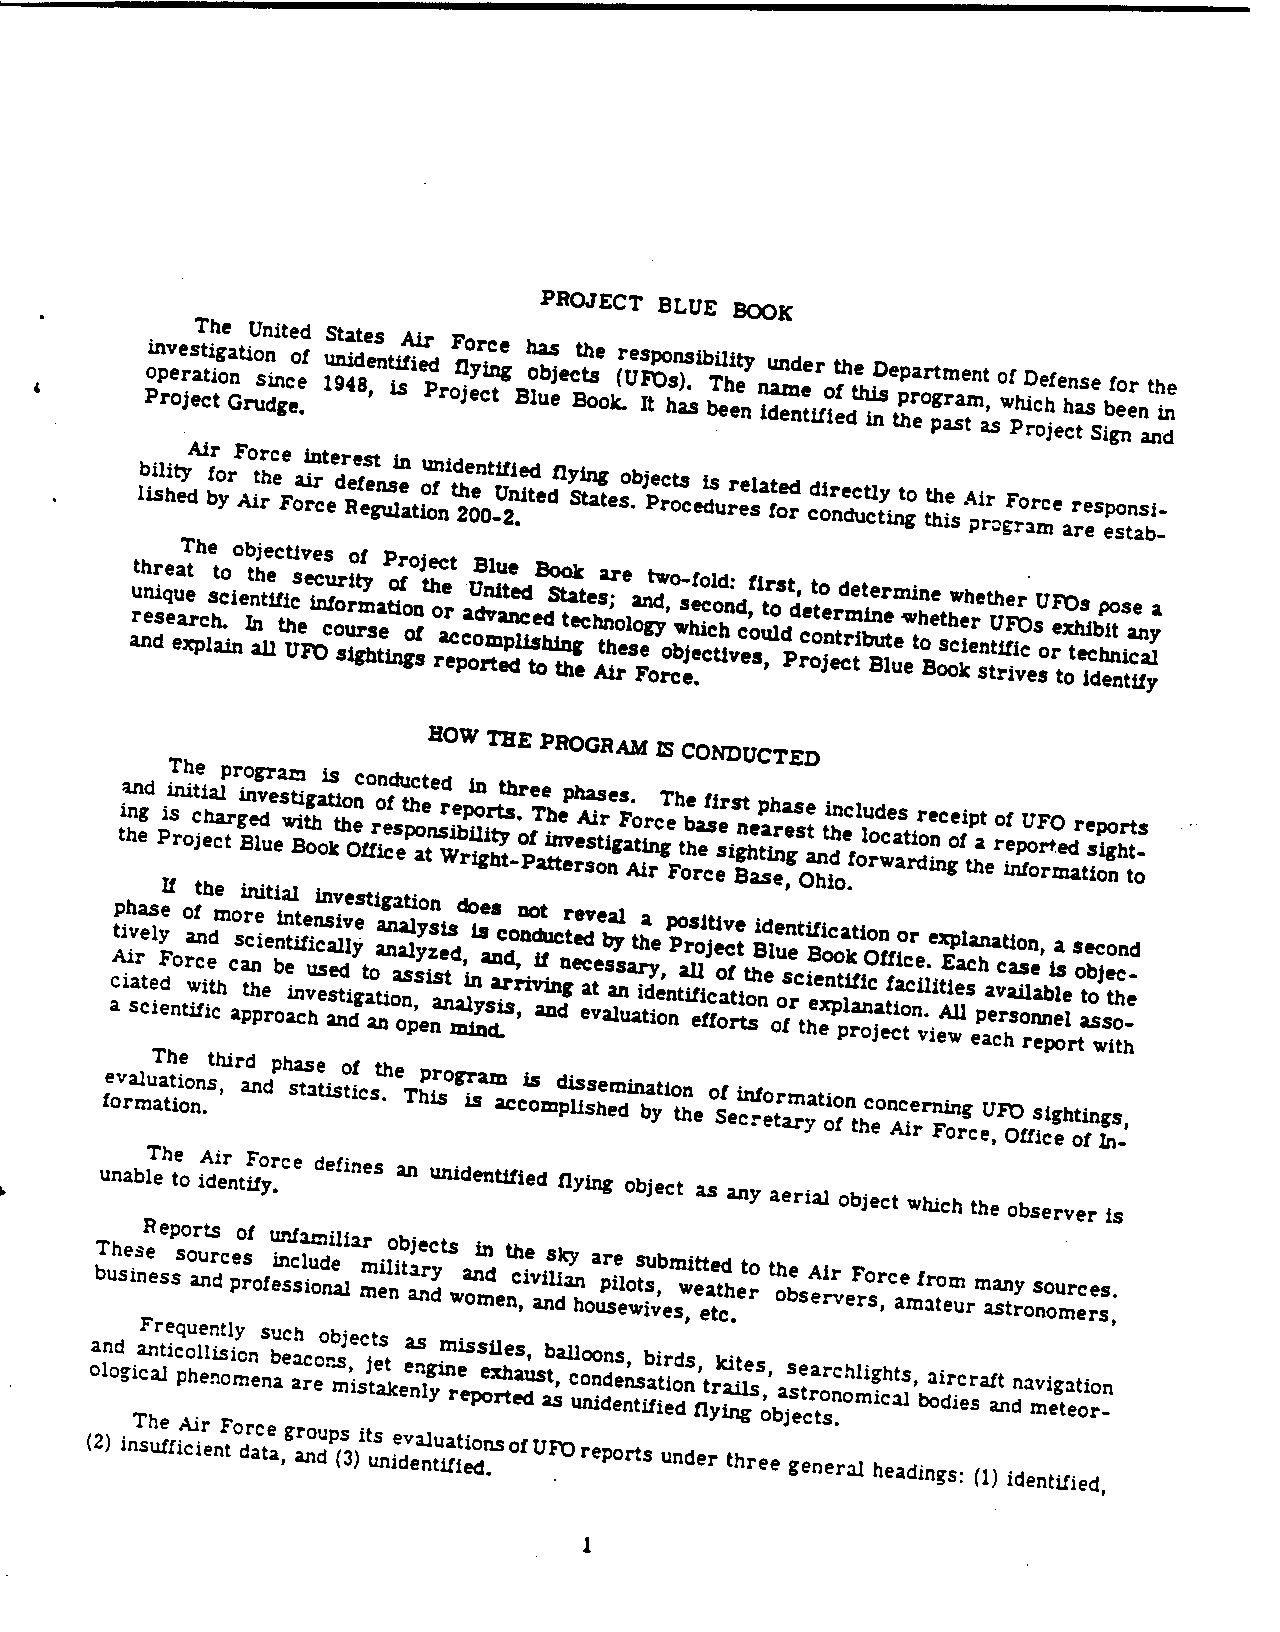 PROJECT BLUE BOOK
The United States Air Force has the responsibility under the Department of Defense for the
investigation of unidentified flying objects (UFOs). The name of this program, which has been in
operation since 1948, is Project Blue Book. It has been identified in the past as Project Sign and
Project Grudge.
Air Force interest in unidentified flying objects is related directly to the Air Force responsi-
bility for the air defense of the United States. Procedures for conducting this program are estab-
lished by Air Force Regulation 200-2.
The objectives of Project Blue Book are two-fold: first, to determine whether UFOs pose a
threat to the security of the United States; and, second, to determine whether UFOs exhibit any
unique scientific information or advanced technology which could contribute to scientific or technical
research. In the course of accomplishing these objectives, Project Blue Book strives to identify
and explain all UFO sightings reported to the Air Force.
HOW THE PROGRAM IS CONDUCTED
The program is conducted in three phases. The first phase includes receipt of UFO reports
and initial investigation of the reports. The Air Force base nearest the location of a reported sight-
ing is charged with the responsibility of investigating the sighting and forwarding the information to
the Project Blue Book Office at Wright-Patterson Air Force Base, Ohio.
If the initial investigation does not reveal a positive identification or explanation, a second
phase of more intensive analysis is conducted by the Project Blue Book Office. Each case is objec-
tively and scientifically analyzed, and, if necessary, all of the scientific facilities available to the
Air Force can be used to assist in arriving at an identification or explanation. All personnel asso-
ciated with the investigation, analysis, and evaluation efforts of the project view each report with
a scientific approach and an open mind.
The third phase of the program is dissemination of information concerning UFO sightings,
evaluations, and statistics. This is accomplished by the Secretary of the Air Force, Office of In-
formation.
The Air Force defines an unidentified flying object as any aerial object which the observer is
unable to identify.
Reports of unfamiliar objects in the sky are submitted to the Air Force from many sources.
These sources include military and civilian pilots, weather observers, amateur astronomers,
business and professional men and women, and housewives, etc.
Frequently such objects as missiles, balloons, birds, kites, searchlights, aircraft navigation
and anticollision beacons, jet engine exhaust, condensation trails, astronomical bodies and meteor-
ological phenomena are mistakenly reported as unidentified flying objects.
The Air Force groups its evaluations of UFO reports under three general headings: (1) identified,
(2) insufficient data, and (3) unidentified.
1